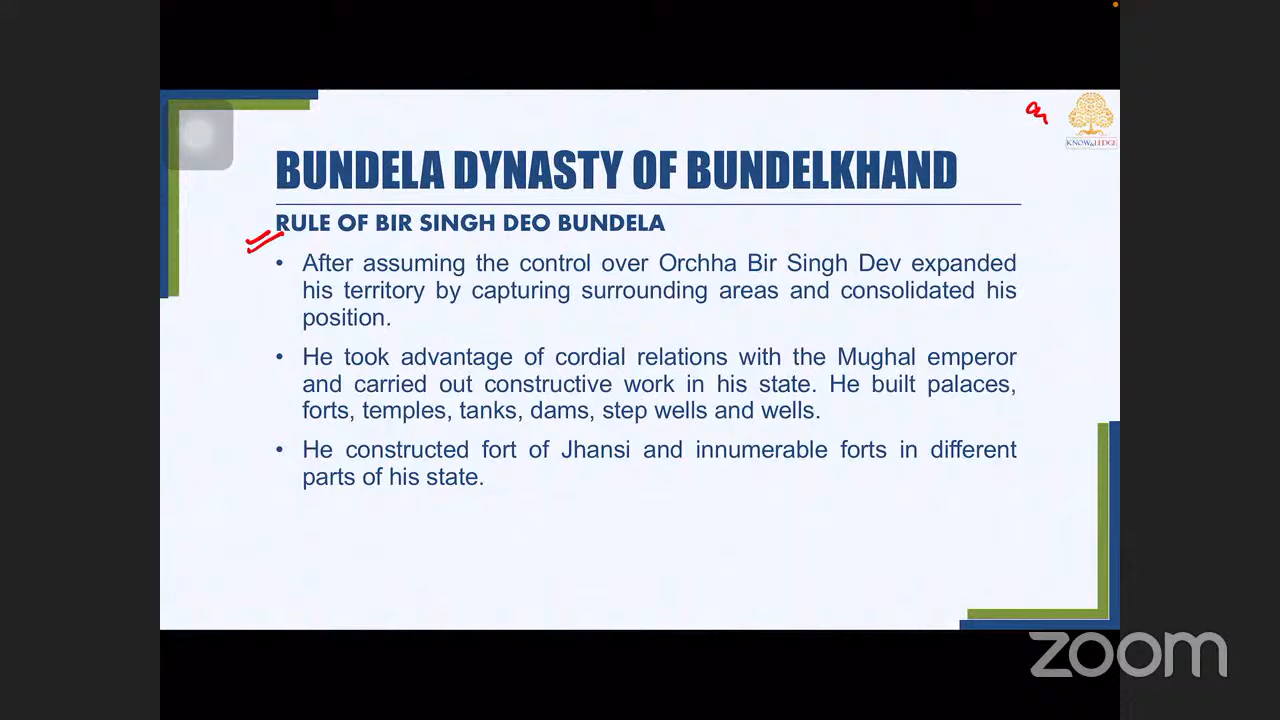 KNOW&LEDGE
BUNDELA DYNASTY OF BUNDELKHAND
RULE OF BIR SINGH DEO BUNDELA
• After assuming the control over Orchha Bir Singh Dev expanded
his territory by capturing surrounding areas and consolidated his
position.
• He took advantage of cordial relations with the Mughal emperor
and carried out constructive work in his state. He built palaces,
forts, temples, tanks, dams, step wells and wells.
• He constructed fort of Jhansi and innumerable forts in different
parts of his state.
zoom